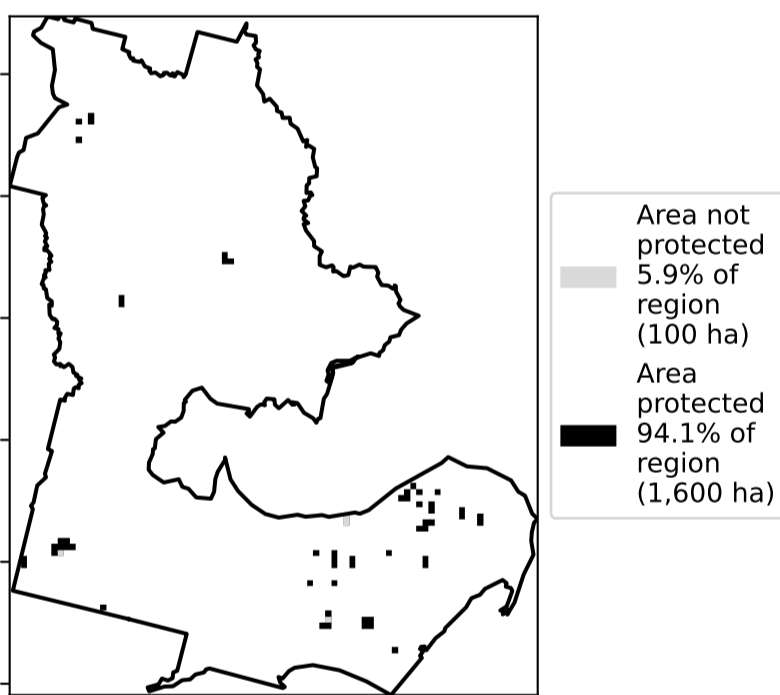 Area not
protected
5.9% of
region
(100 ha)
Area
protected
94.1% of
region
(1,600 ha)